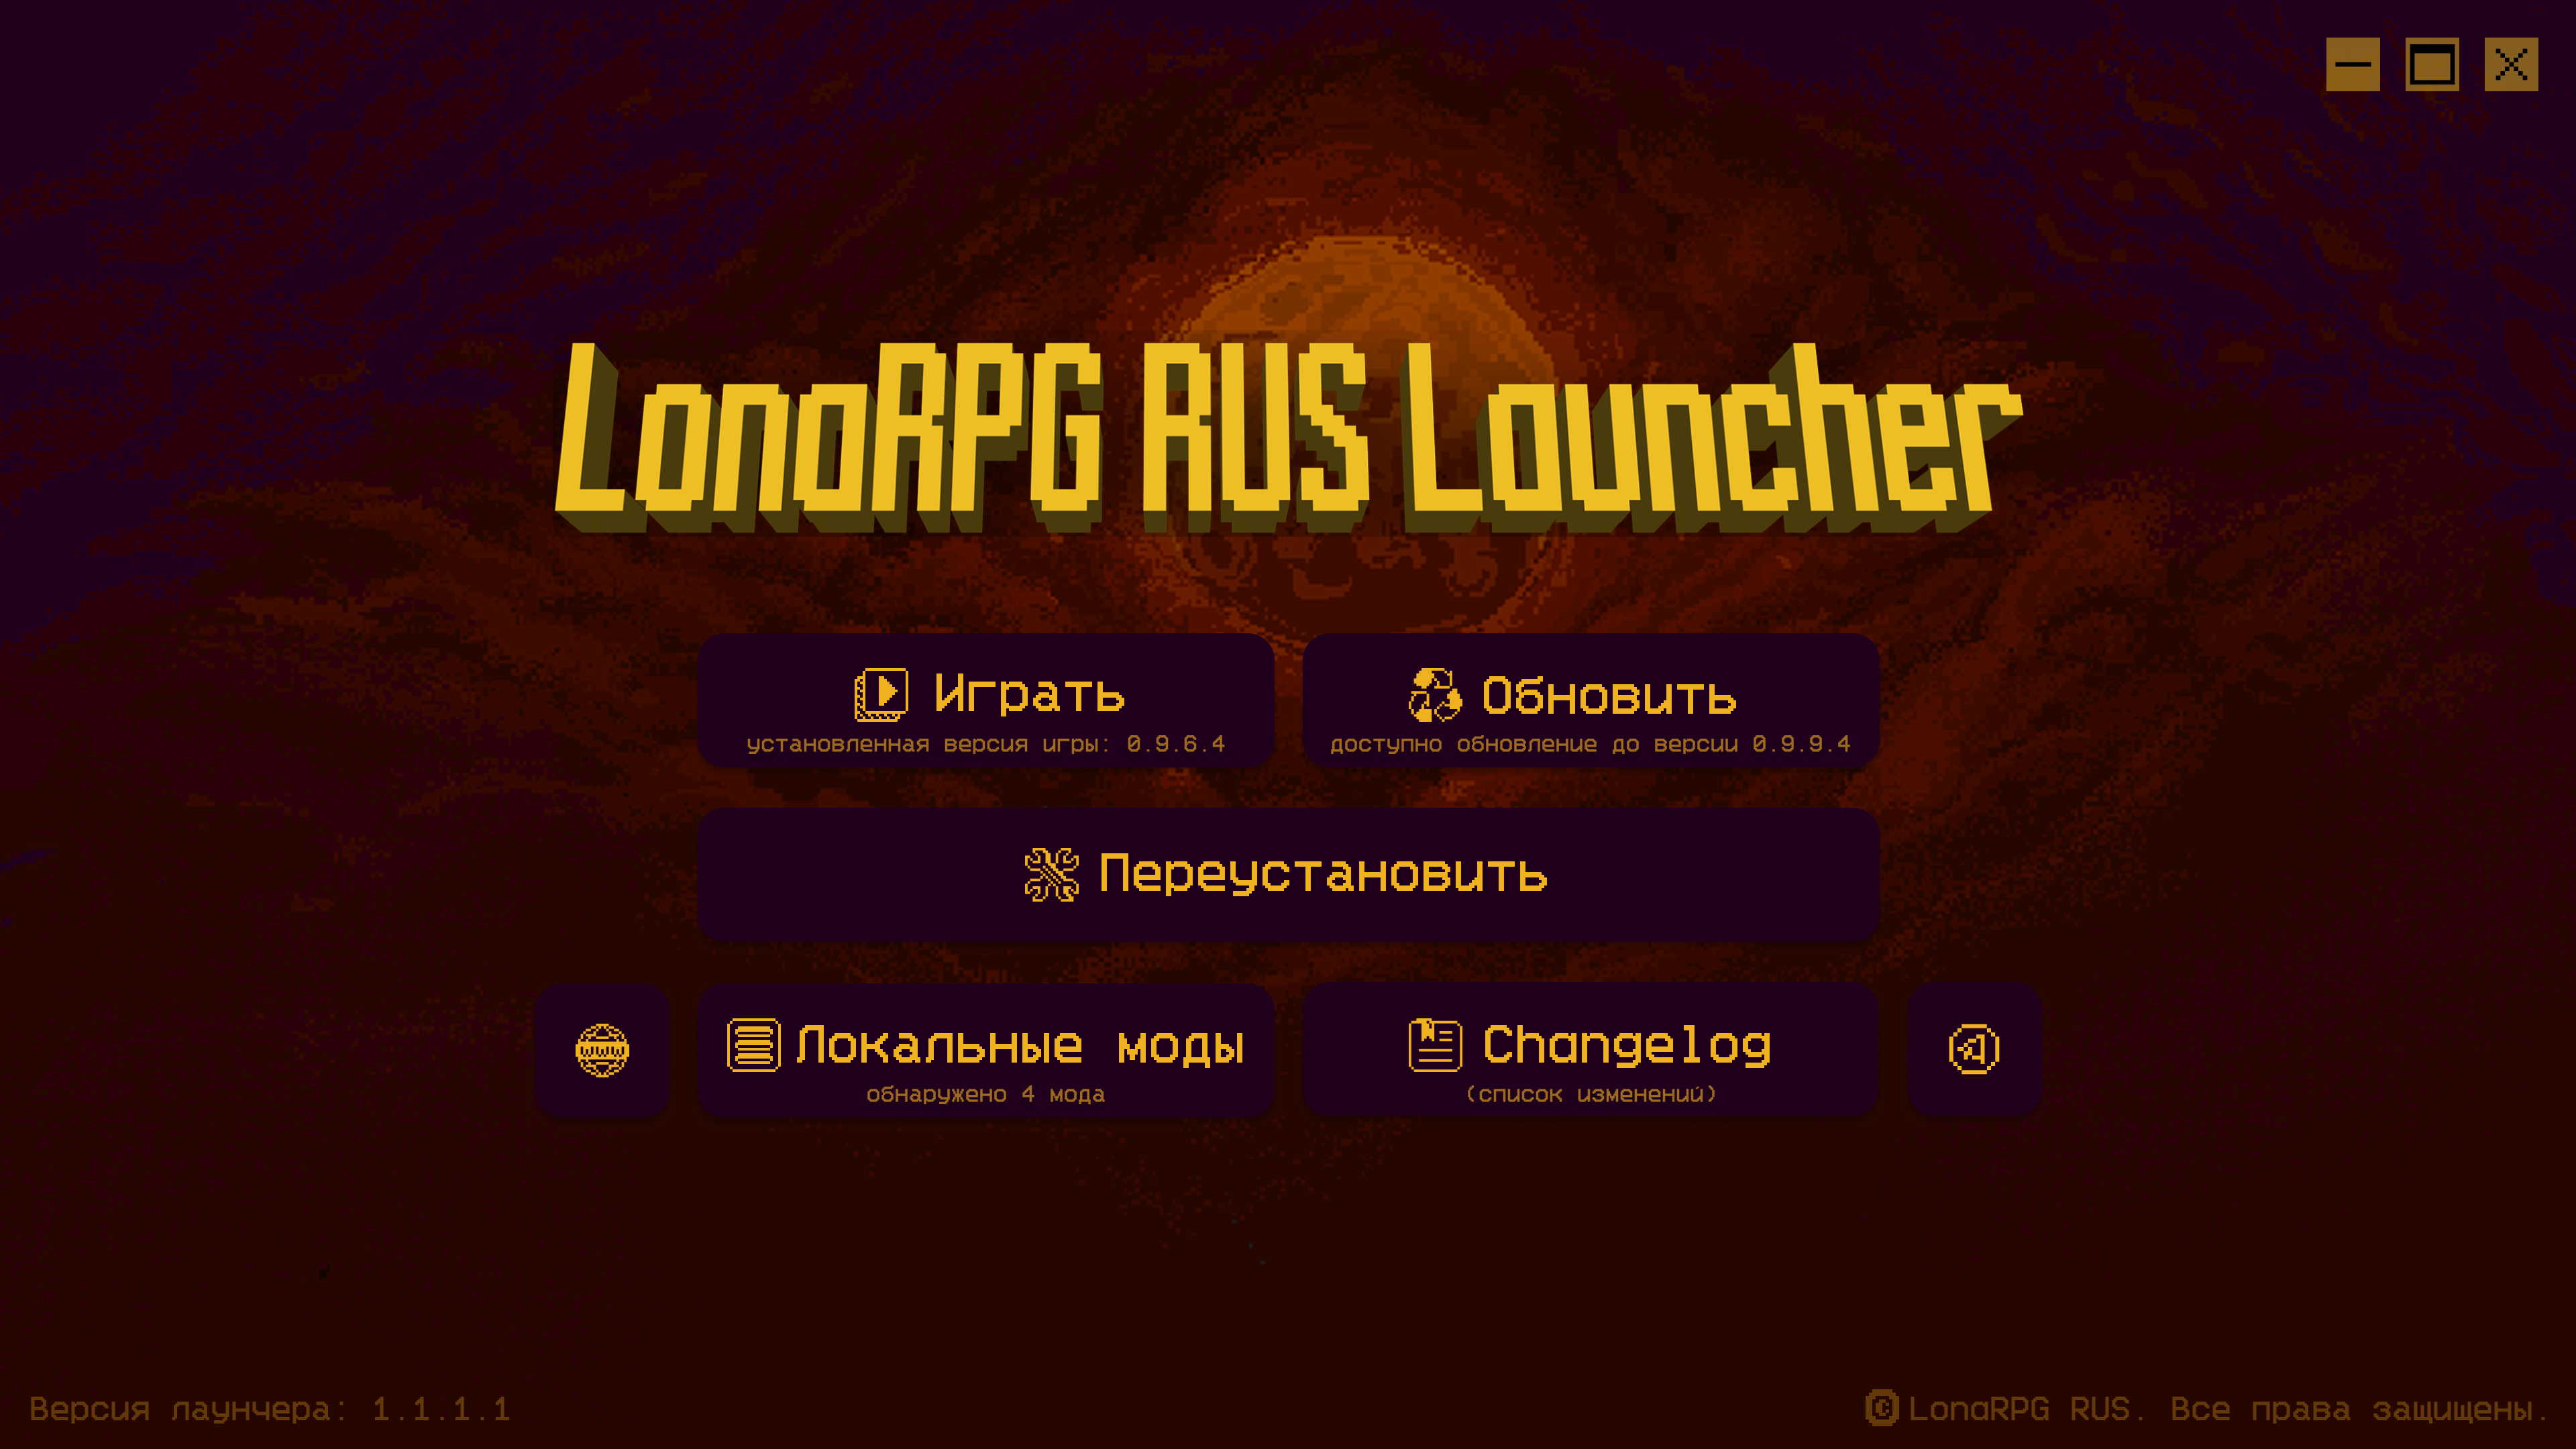 LonaRPG RUS Launcher
Играть
установленная версия игры: 0.9.6.4
Обновить
доступно обновление до версии 0.9.9.4
Переустановить
www
Локальные моды
обнаружено 4 мода
Changelog
(список изменений)
Версия лаунчера: 1.1.1.1
© LonaRPG RUS. Все права защищены.